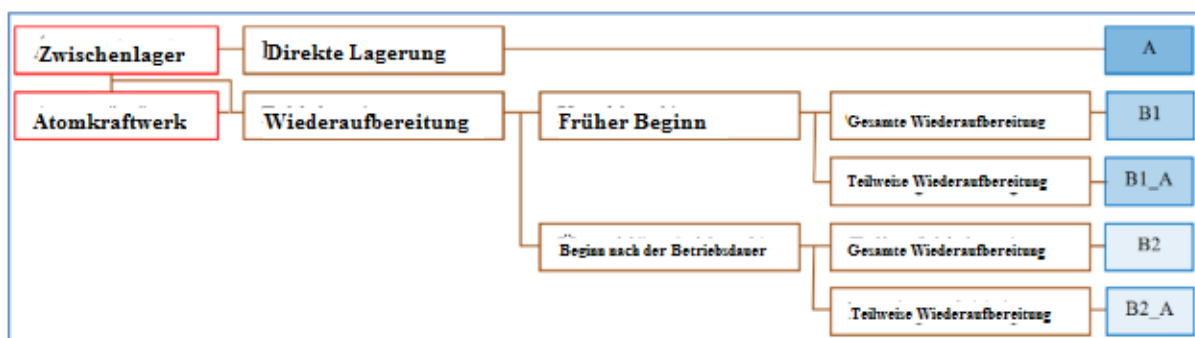 Zwischenlager Direkte Lagerung A
Atomkraftwerk Wiederaufbereitung Früher Beginn Gesamte Wiederaufbereitung B1
Teilweise Wiederaufbereitung B1_A
Beginn nach der Betriebsdauer Gesamte Wiederaufbereitung B2
Teilweise Wiederaufbereitung B2_A